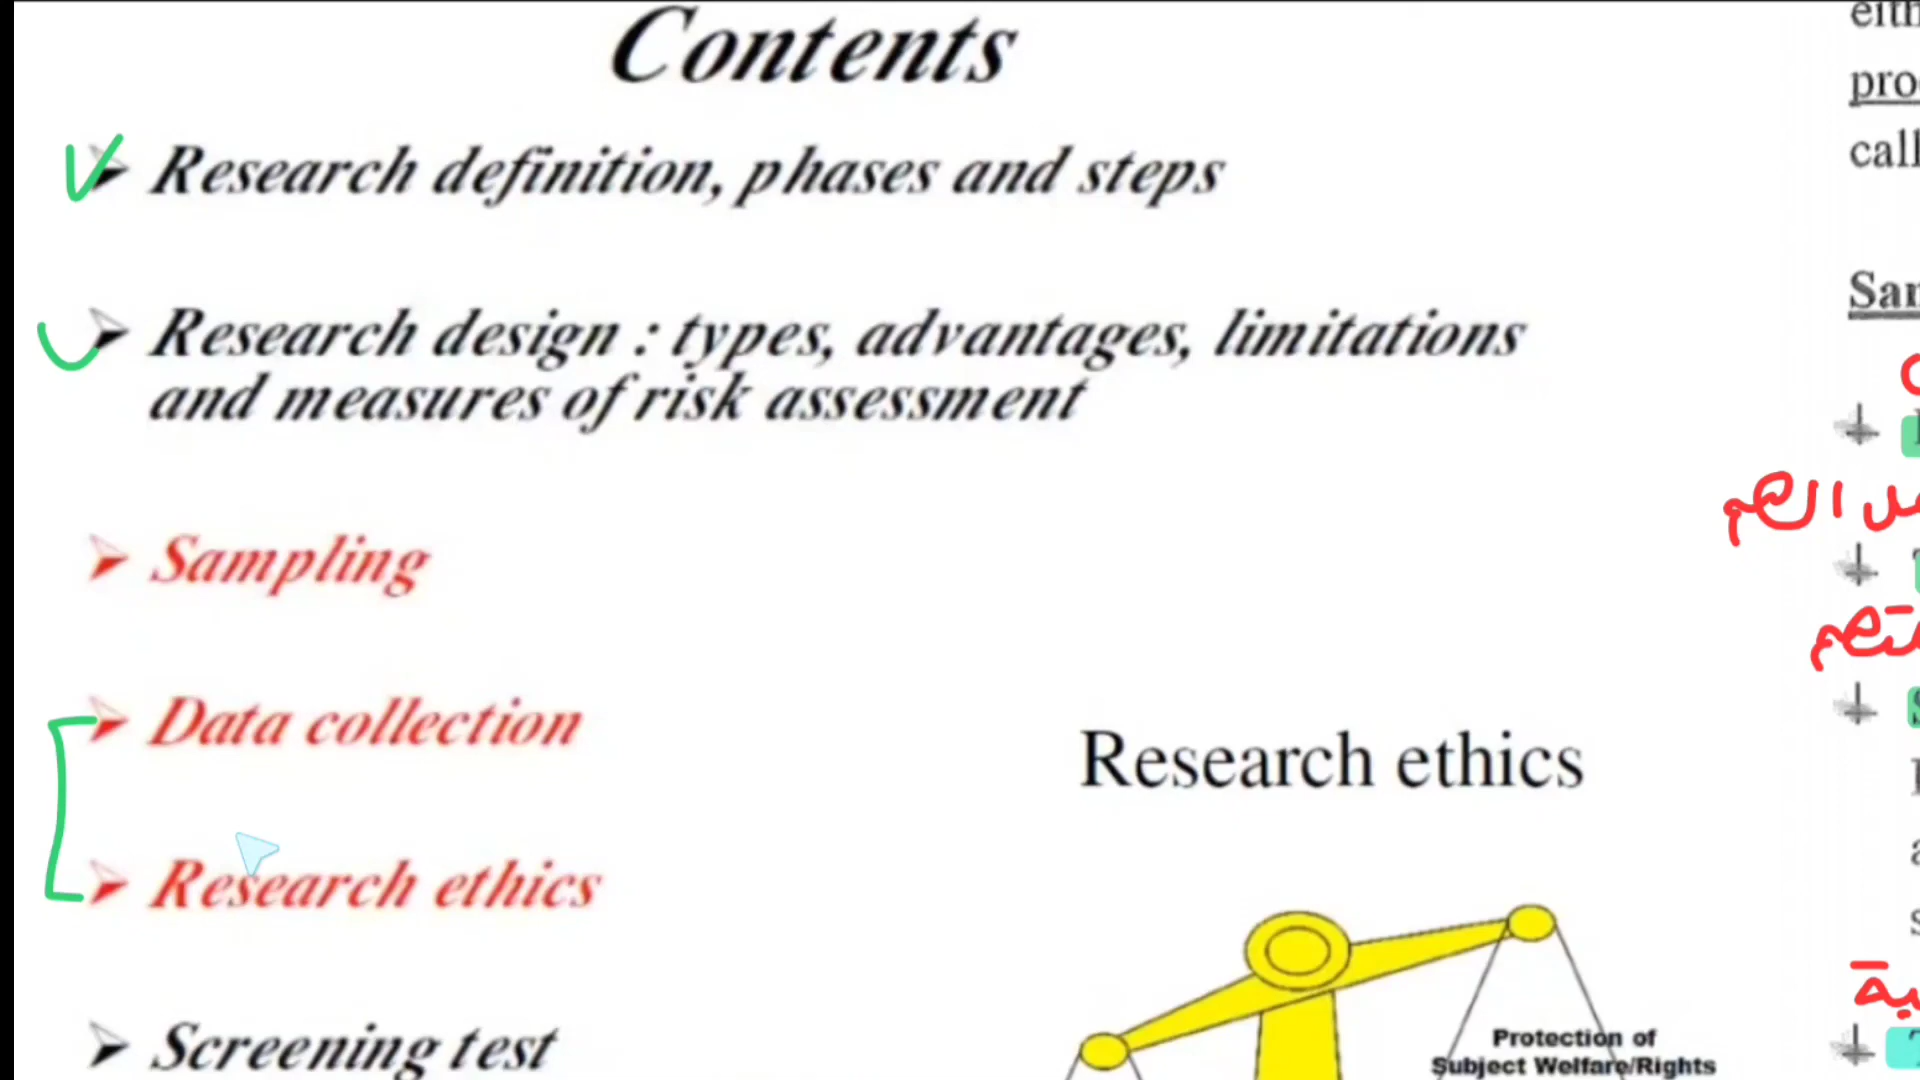 Contents
Research definition, phases and steps
Research design : types, advantages, limitations
and measures of risk assessment
Sampling
Data collection
Research ethics
Screening test
Research ethics
Protection of
Subject Welfare/Rights